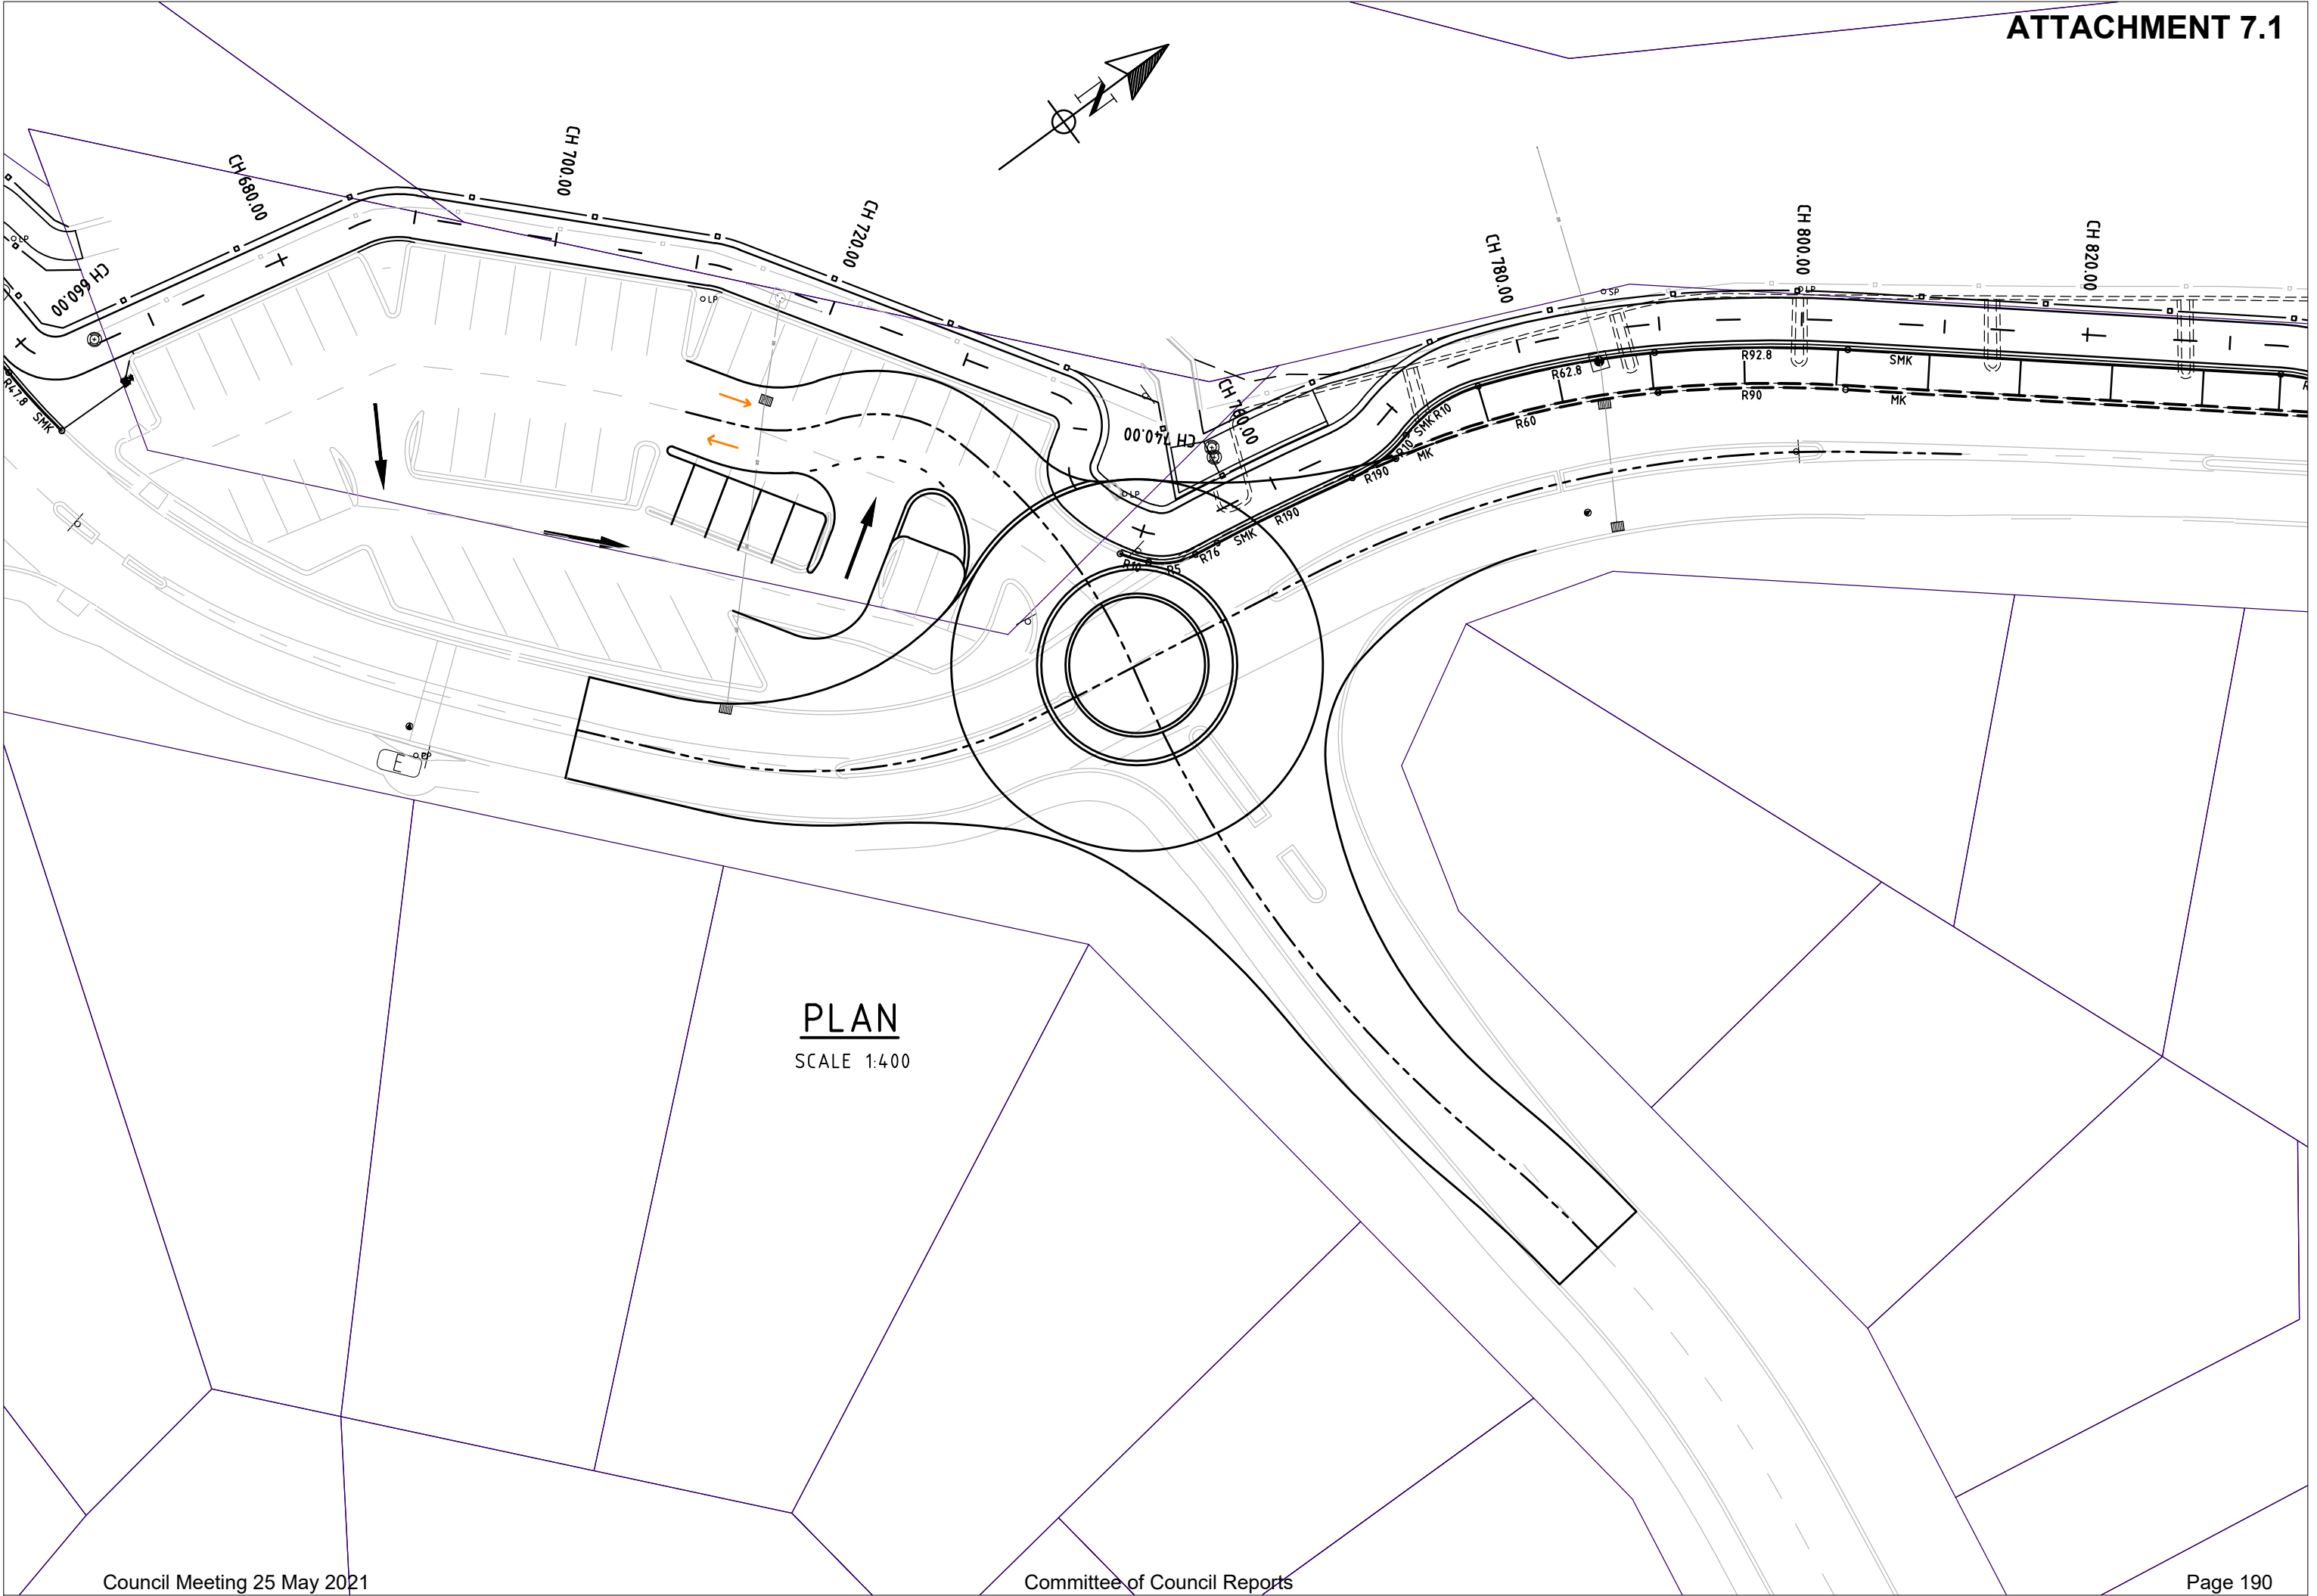 ATTACHMENT 7.1
N
CH 680.00
CH 700.00
CH 720.00
CH 780.00
CH 800.00
CH 820.00
LP
CH 660.00
LP
SP
LP
R47.8
SMK
CH 740.00
CH 760.00
LP
R10
R5
R76
SMK
R190
R190
R10
SMK
R10
MK
R60
R62.8
R92.8
R90
SMK
MK
E
PLAN
SCALE 1:400
Council Meeting 25 May 2021
Committee of Council Reports
Page 190